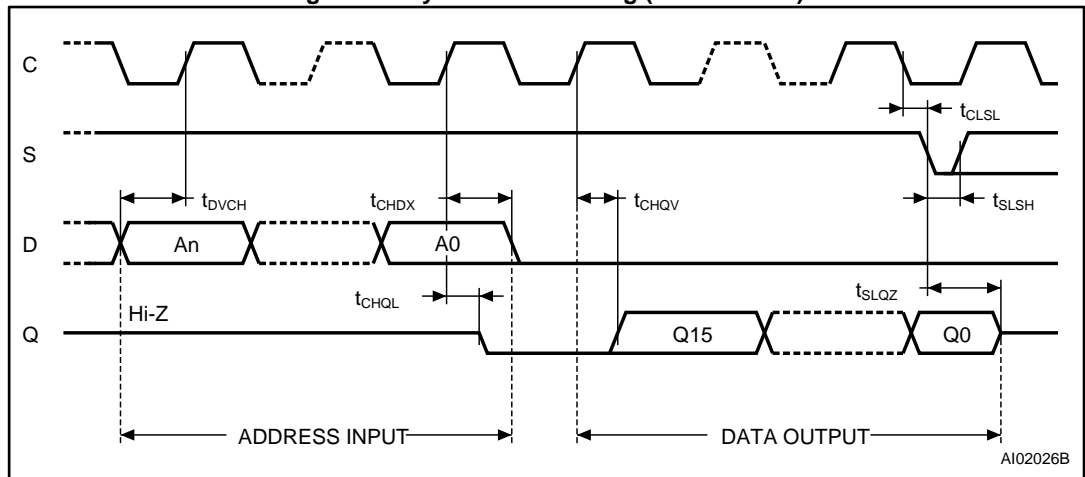 C
tCLSL
S
tDVCH
tCHDX
tCHQV
tSLSH
D
An
A0
tCHQL
tSLQZ
Hi-Z
Q
Q15
Q0
ADDRESS INPUT
DATA OUTPUT
AI02026B